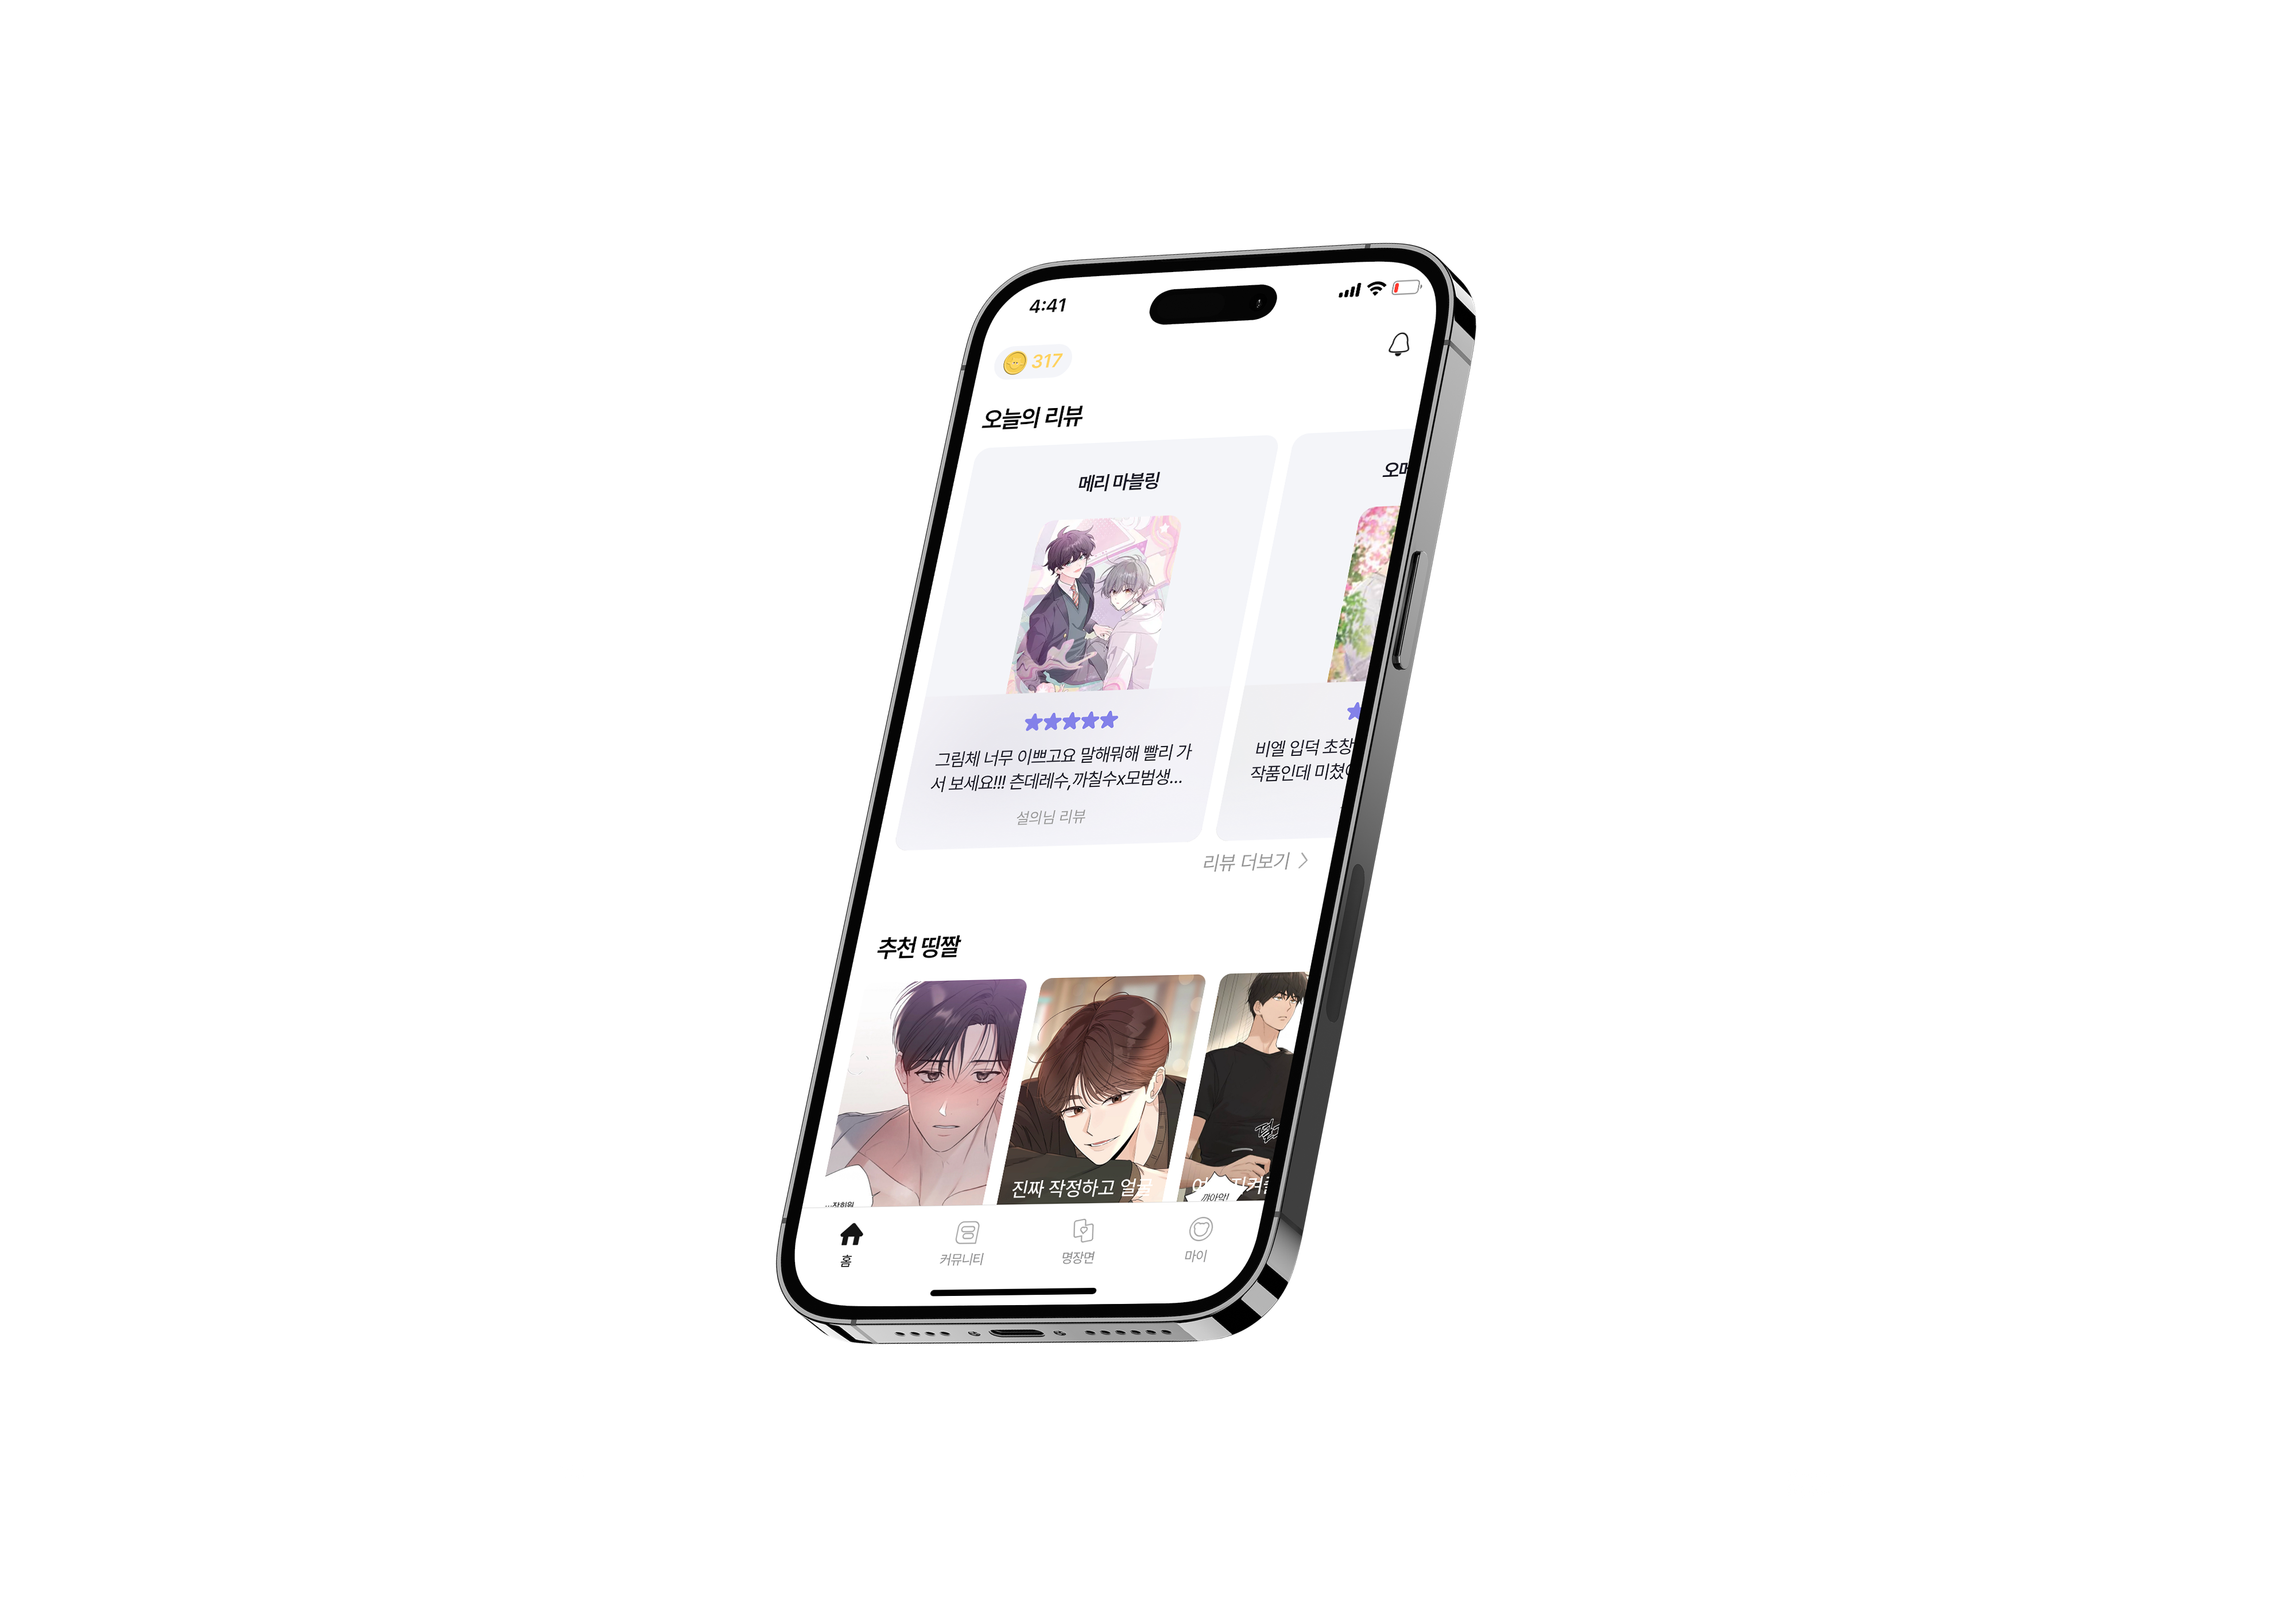 4:41
317
오늘의 리뷰
메리 마블링
그림체 너무 이쁘고요 말해뭐해 빨리 가
서 보세요!!! 츤데레수,까칠수x모범생...
설의님 리뷰
비엘 입덕 초창
작품인데 미쳤
리뷰 더보기 >
추천 띵짤
진짜 작정하고 얼굴
까아악!
홈
커뮤니티
명장면
마이